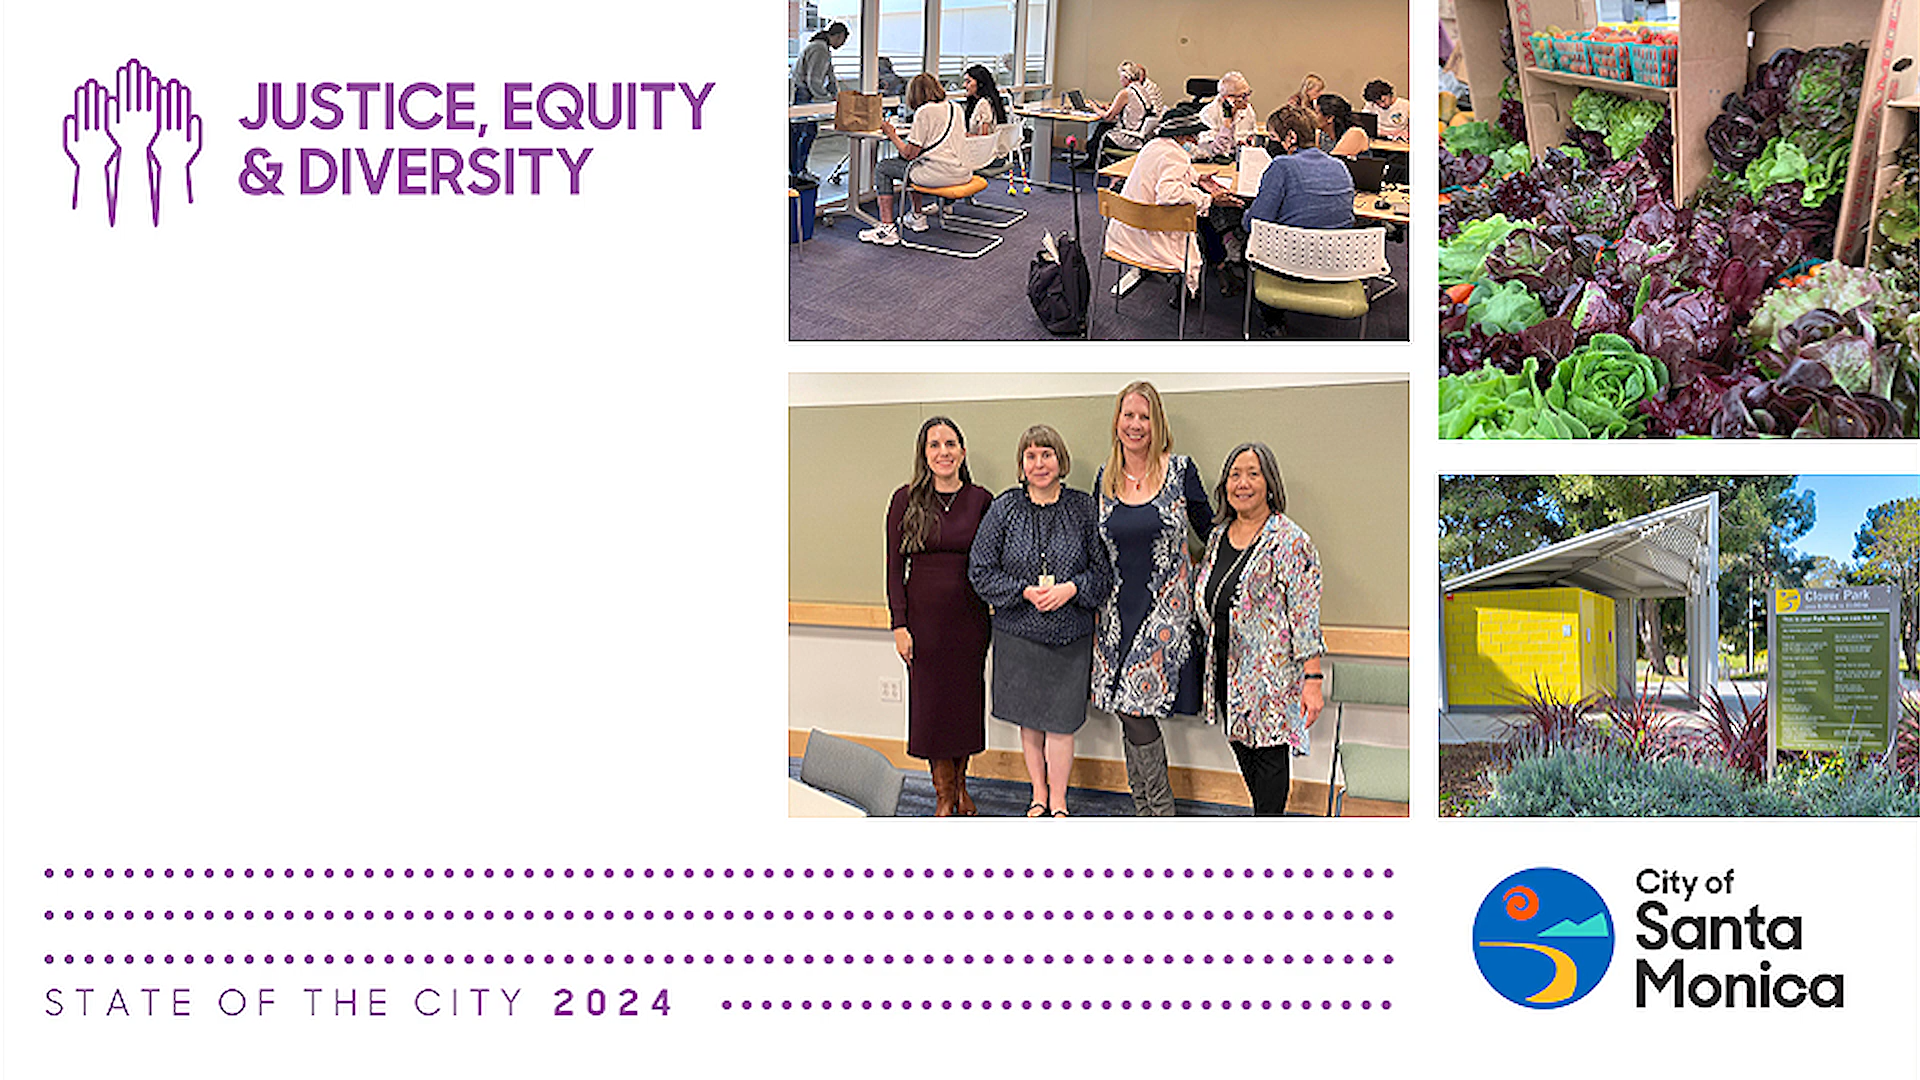 JUSTICE, EQUITY
& DIVERSITY
Clover Park
STATE OF THE CITY 2024
City of
Santa
Monica